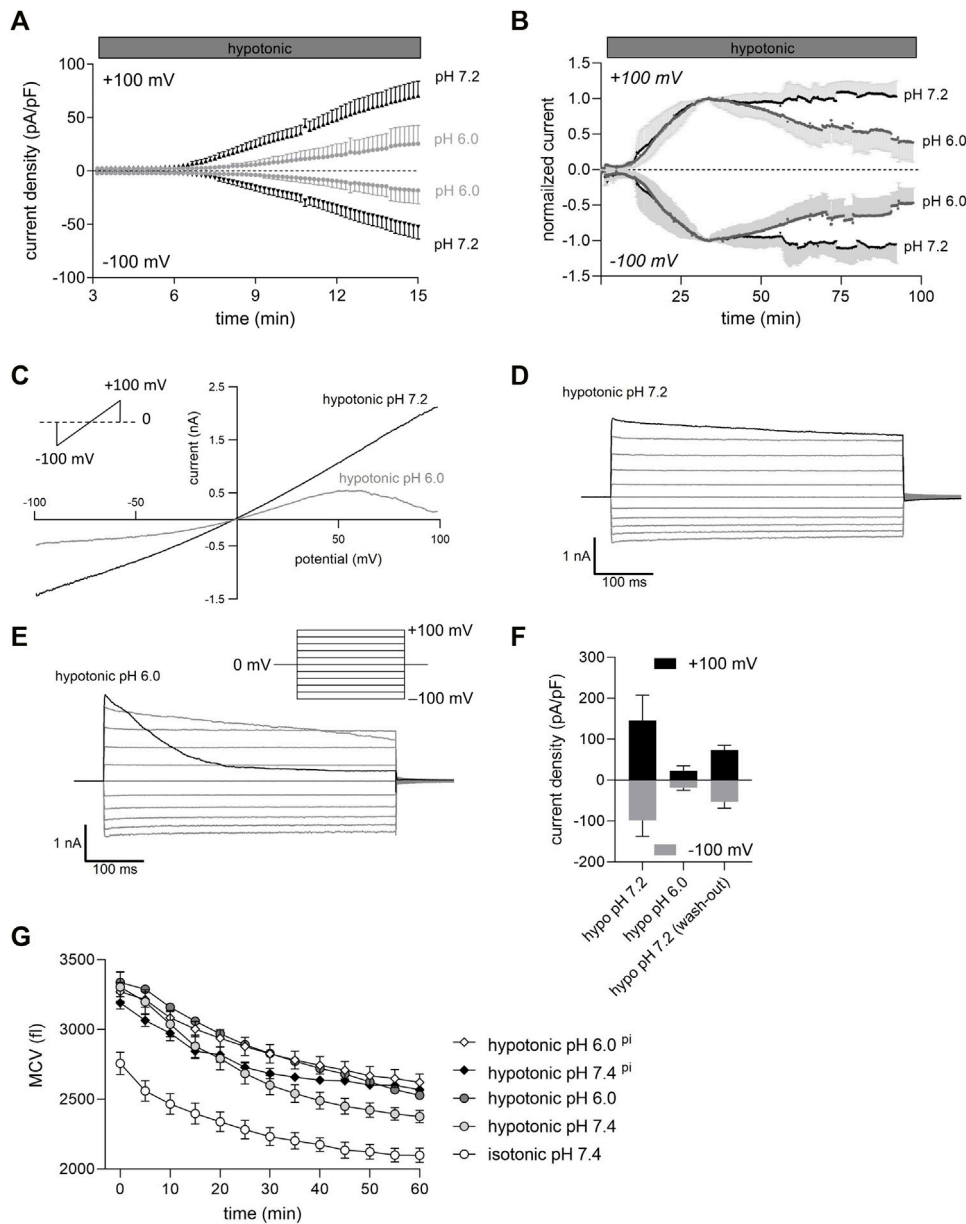 A
hypotonic
100
50
0
-50
-100
current density (pA/pF)
+100 mV
-100 mV
pH 7.2
pH 6.0
pH 6.0
pH 7.2
3
6
9
12
15
time (min)
B
hypotonic
1.5
1.0
0.5
0.0
-0.5
-1.0
-1.5
normailzed current
+100 mV
-100 mV
pH 7.2
pH 6.0
pH 6.0
pH 7.2
25
50
75
100
time (min)
C
+100 mV
0
-100 mV
2.5
1.5
0.5
-0.5
-1.5
current (nA)
hypotonic pH 7.2
hypotonic pH 6.0
-100
-50
50
100
potential (mV)
D
hypotonic pH 7.2
1 nA
100 ms
E
hypotonic pH 6.0
0 mV
+100 mV
–100 mV
1 nA
100 ms
F
300
200
100
0
-100
-200
current density (pA/pF)
+100 mV
-100 mV
hypo pH 7.2
hypo pH 6.0
hypo pH 7.2 (wash-out)
G
3500
3000
2500
2000
MCV (fl)
0
10
20
30
40
50
60
time (min)
hypotonic pH 6.0 pi
hypotonic pH 7.4 pi
hypotonic pH 6.0
hypotonic pH 7.4
isotonic pH 7.4